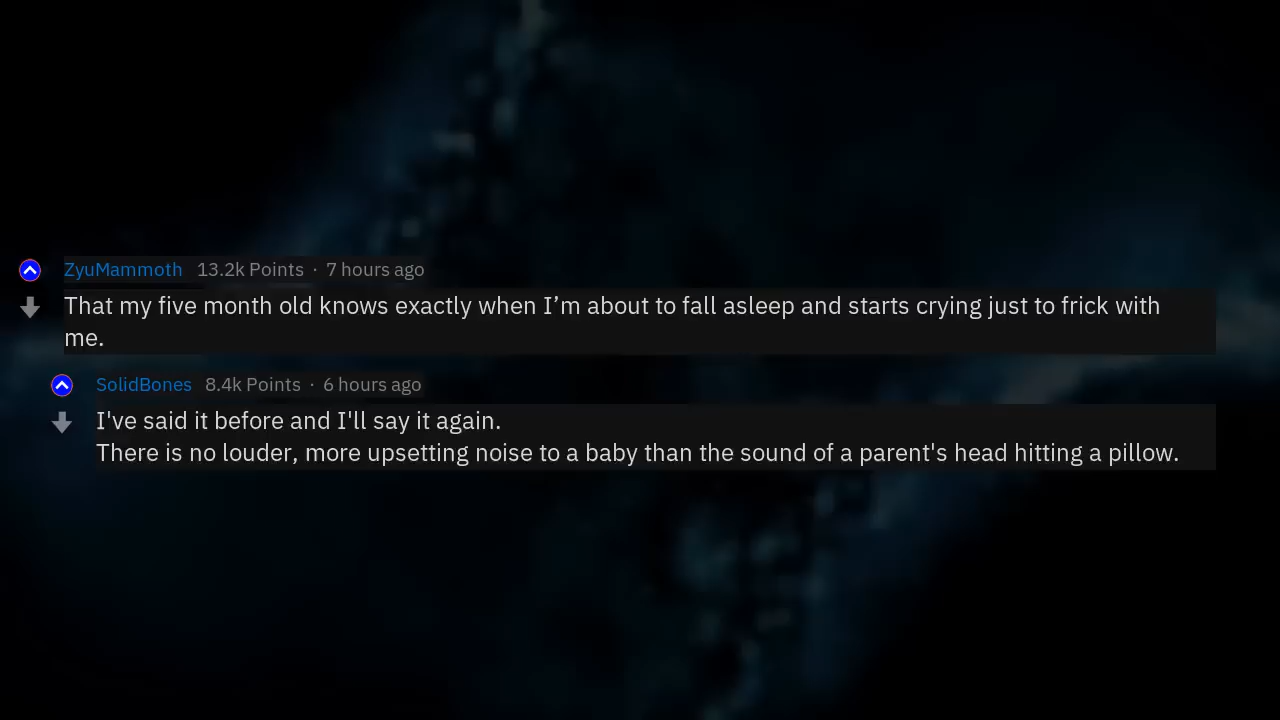 ZyuMammoth 13.2k Points · 7 hours ago
That my five month old knows exactly when I’m about to fall asleep and starts crying just to frick with
me.
SolidBones 8.4k Points · 6 hours ago
I've said it before and I'll say it again.
There is no louder, more upsetting noise to a baby than the sound of a parent's head hitting a pillow.